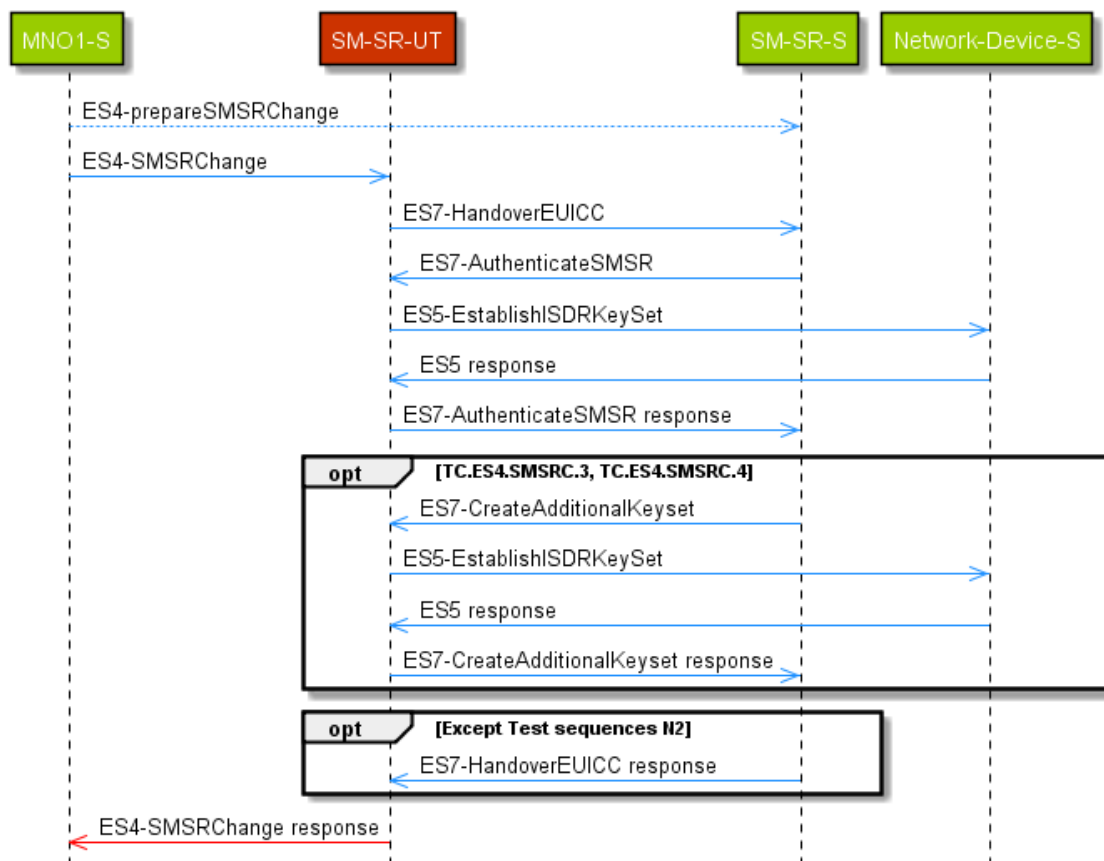 MNO1-S
SM-SR-UT
SM-SR-S
Network-Device-S
ES4-prepareSMSRChange
ES4-SMSRChange
ES7-HandoverEUICC
ES7-AuthenticateSMSR
ES5-EstablishISDRKeySet
ES5 response
ES7-AuthenticateSMSR response
opt [TC.ES4.SMSRC.3, TC.ES4.SMSRC.4]
ES7-CreateAdditionalKeyset
ES5-EstablishISDRKeySet
ES5 response
ES7-CreateAdditionalKeyset response
opt [Except Test sequences N2]
ES7-HandoverEUICC response
ES4-SMSRChange response